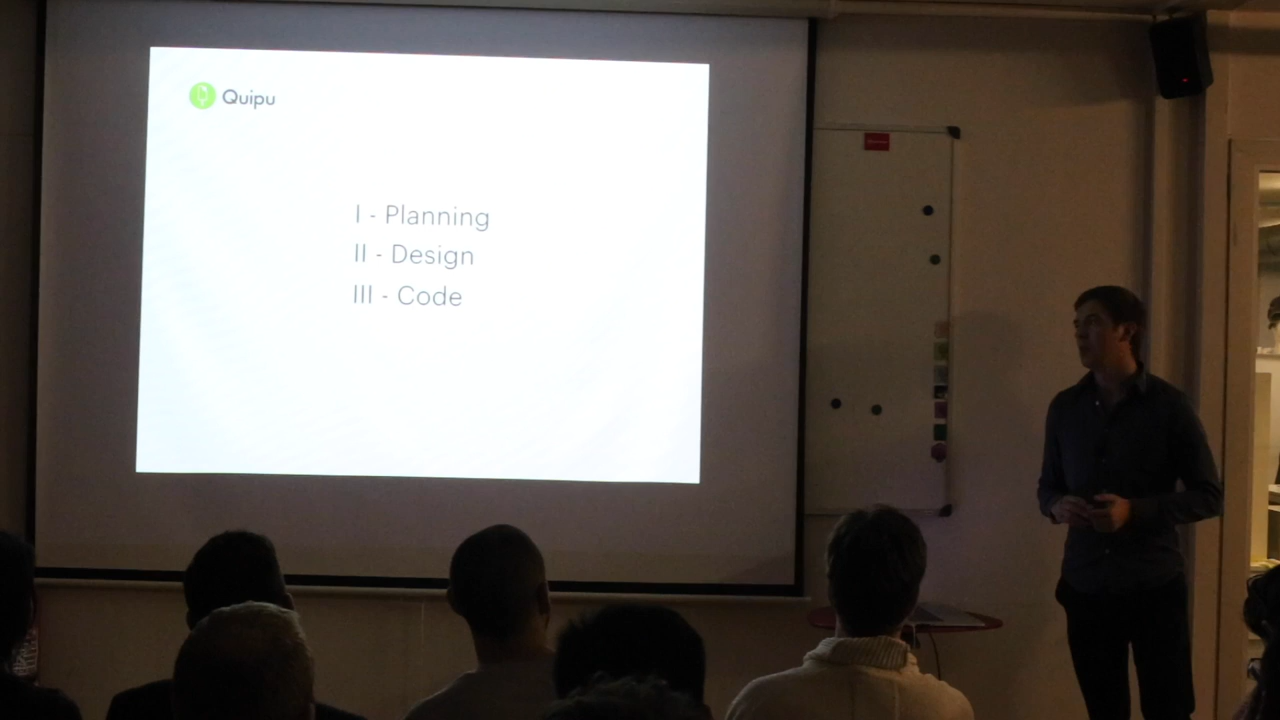 Quipu
I - Planning
II - Design
III - Code